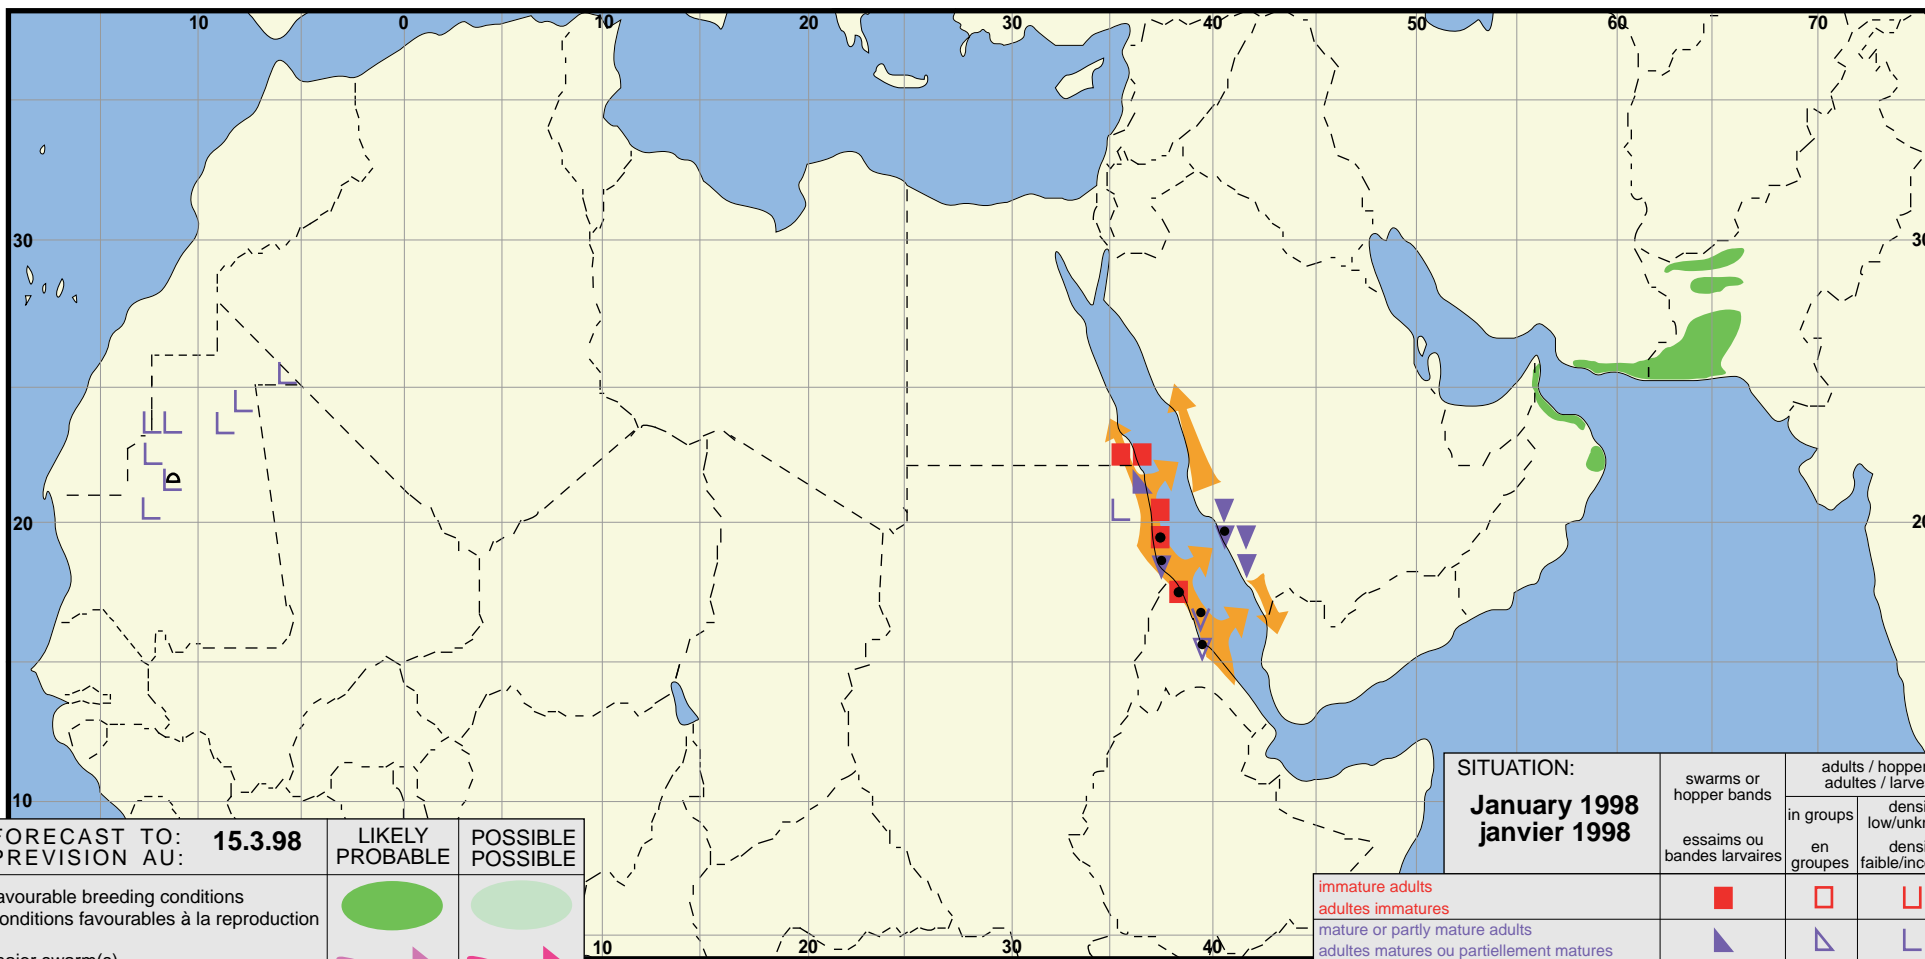 10 0 10 20 30 40 50 60 70
30
20
20
10
10 20 30 40
FORECAST TO: 15.3.98
PREVISION AU:
LIKELY
PROBABLE
POSSIBLE
POSSIBLE
avourable breeding conditions
onditions favourables à la reproduction
SITUATION:
January 1998
janvier 1998
swarms or
hopper bands
essaims ou
bandes larvaires
adults / hopper
adultes / larve
in groups
en
groupes
densi
low/unkn
densi
faible/inc
immature adults
adultes immatures
mature or partly mature adults
adultes matures ou partiellement matures